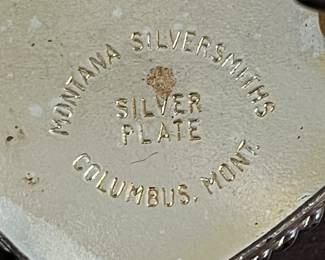 MONTANA SILVERSMITHS
SILVER
PLATE
COLUMBUS. MONT.